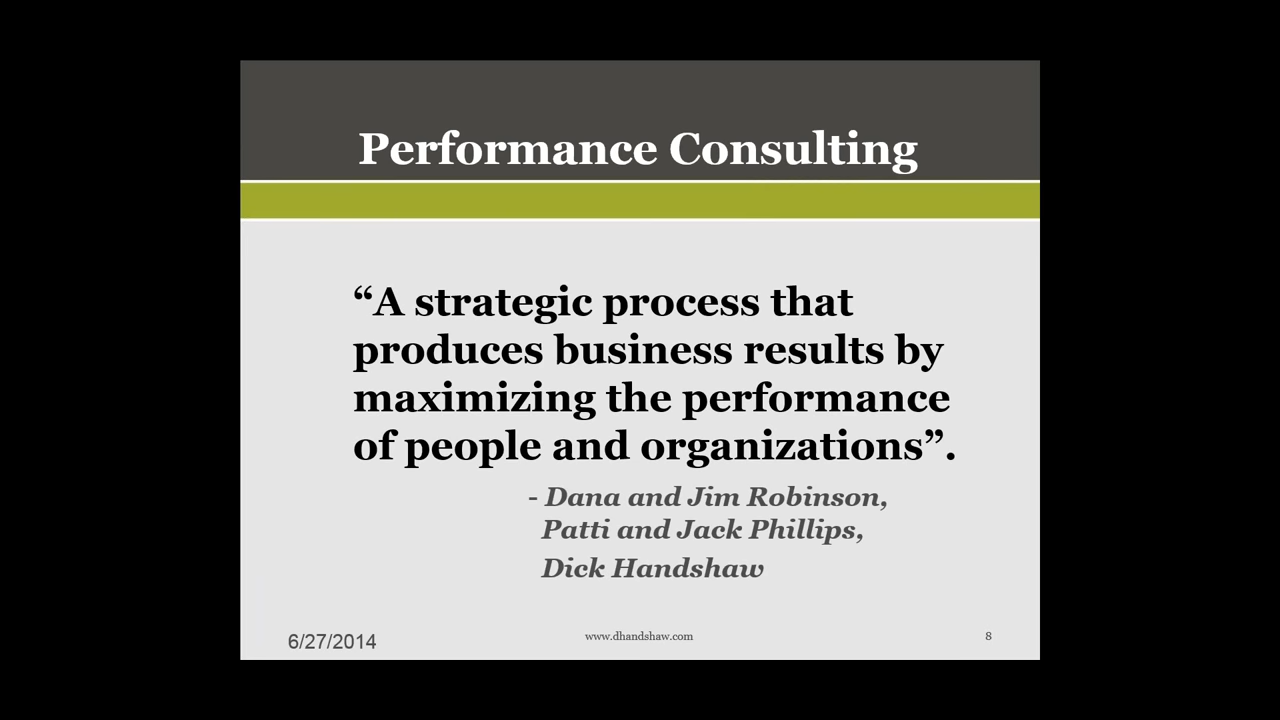 Performance Consulting
“A strategic process that
produces business results by
maximizing the performance
of people and organizations”.
- Dana and Jim Robinson,
Patti and Jack Phillips,
Dick Handshaw
6/27/2014
www.dhandshaw.com
8